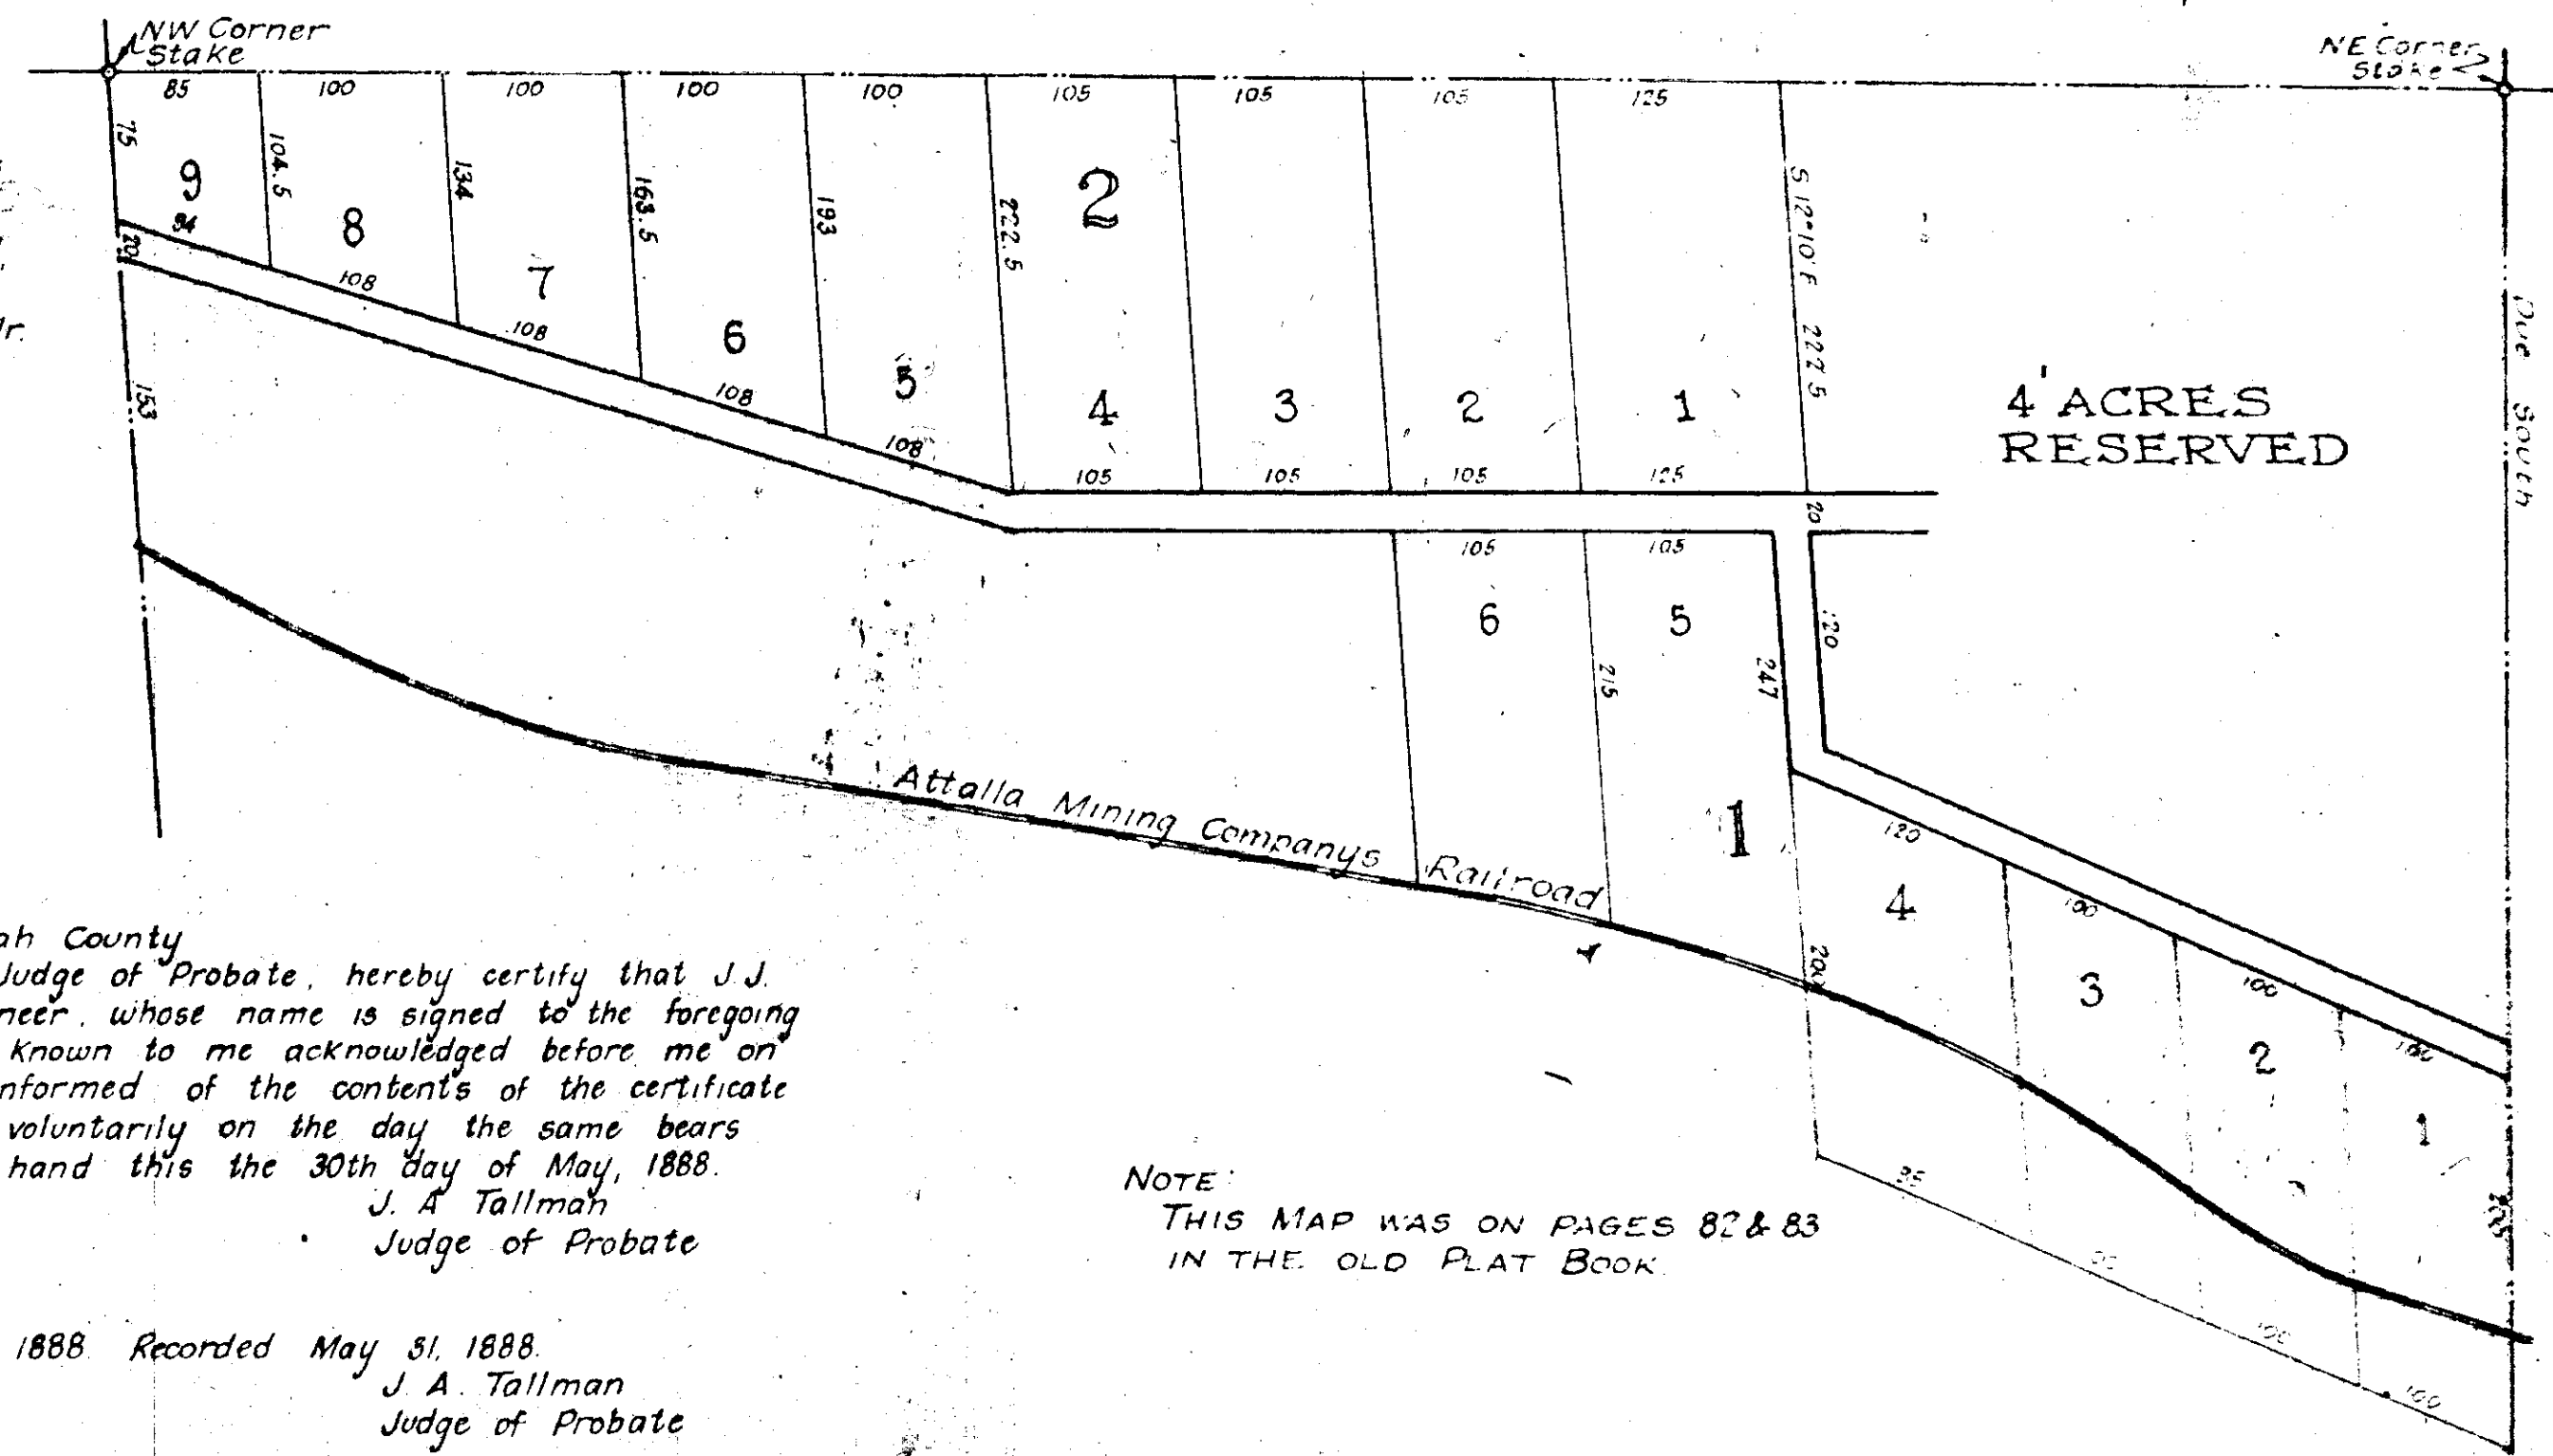 NW Corner
Stake
NE Corner
Stake
85 100 100 100 100 105 105 105 125
75
104.5
134
163.5
193
222.5
S 12°10' E 222.5
Due South
9
8
7
6
5
2
4
3
2
1
20
108
108
108
108
105 105 105 125
153
4 ACRES
RESERVED
20
105 105
120
6
5
215
247
1
Attalla Mining Companys Railroad
120
100
100
100
4
3
2
1
ah County
Judge of Probate, hereby certify that J.J.
neer, whose name is signed to the foregoing
known to me acknowledged before me on
nformed of the contents of the certificate
voluntarily on the day the same bears
hand this the 30th day of May, 1888.
J. A Tallman
Judge of Probate
1888. Recorded May 31, 1888.
J. A. Tallman
Judge of Probate
NOTE:
THIS MAP WAS ON PAGES 82 & 83
IN THE OLD PLAT BOOK.
100
100